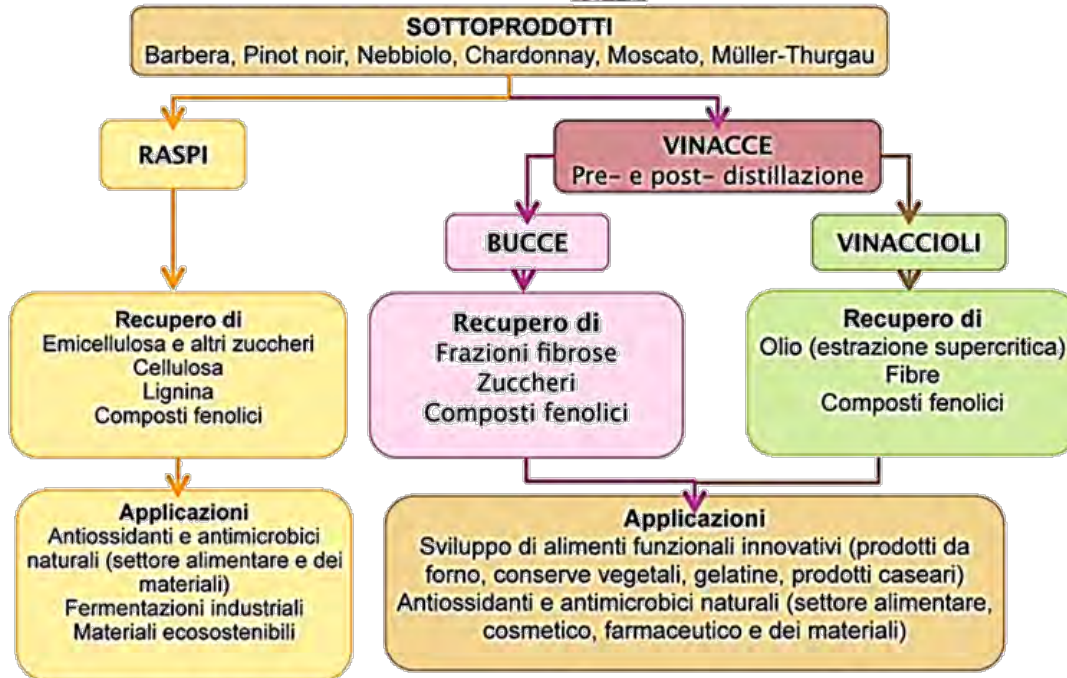 SOTTOPRODOTTI
Barbera, Pinot noir, Nebbiolo, Chardonnay, Moscato, Müller-Thurgau
RASPI
VINACCE
Pre- e post- distillazione
BUCCE
VINACCIOLI
Recupero di
Emicellulosa e altri zuccheri
Cellulosa
Lignina
Composti fenolici
Recupero di
Frazioni fibrose
Zuccheri
Composti fenolici
Recupero di
Olio (estrazione supercritica)
Fibre
Composti fenolici
Applicazioni
Antiossidanti e antimicrobici
naturali (settore alimentare e dei
materiali)
Fermentazioni industriali
Materiali ecosostenibili
Applicazioni
Sviluppo di alimenti funzionali innovativi (prodotti da
forno, conserve vegetali, gelatine, prodotti caseari)
Antiossidanti e antimicrobici naturali (settore alimentare,
cosmetico, farmaceutico e dei materiali)